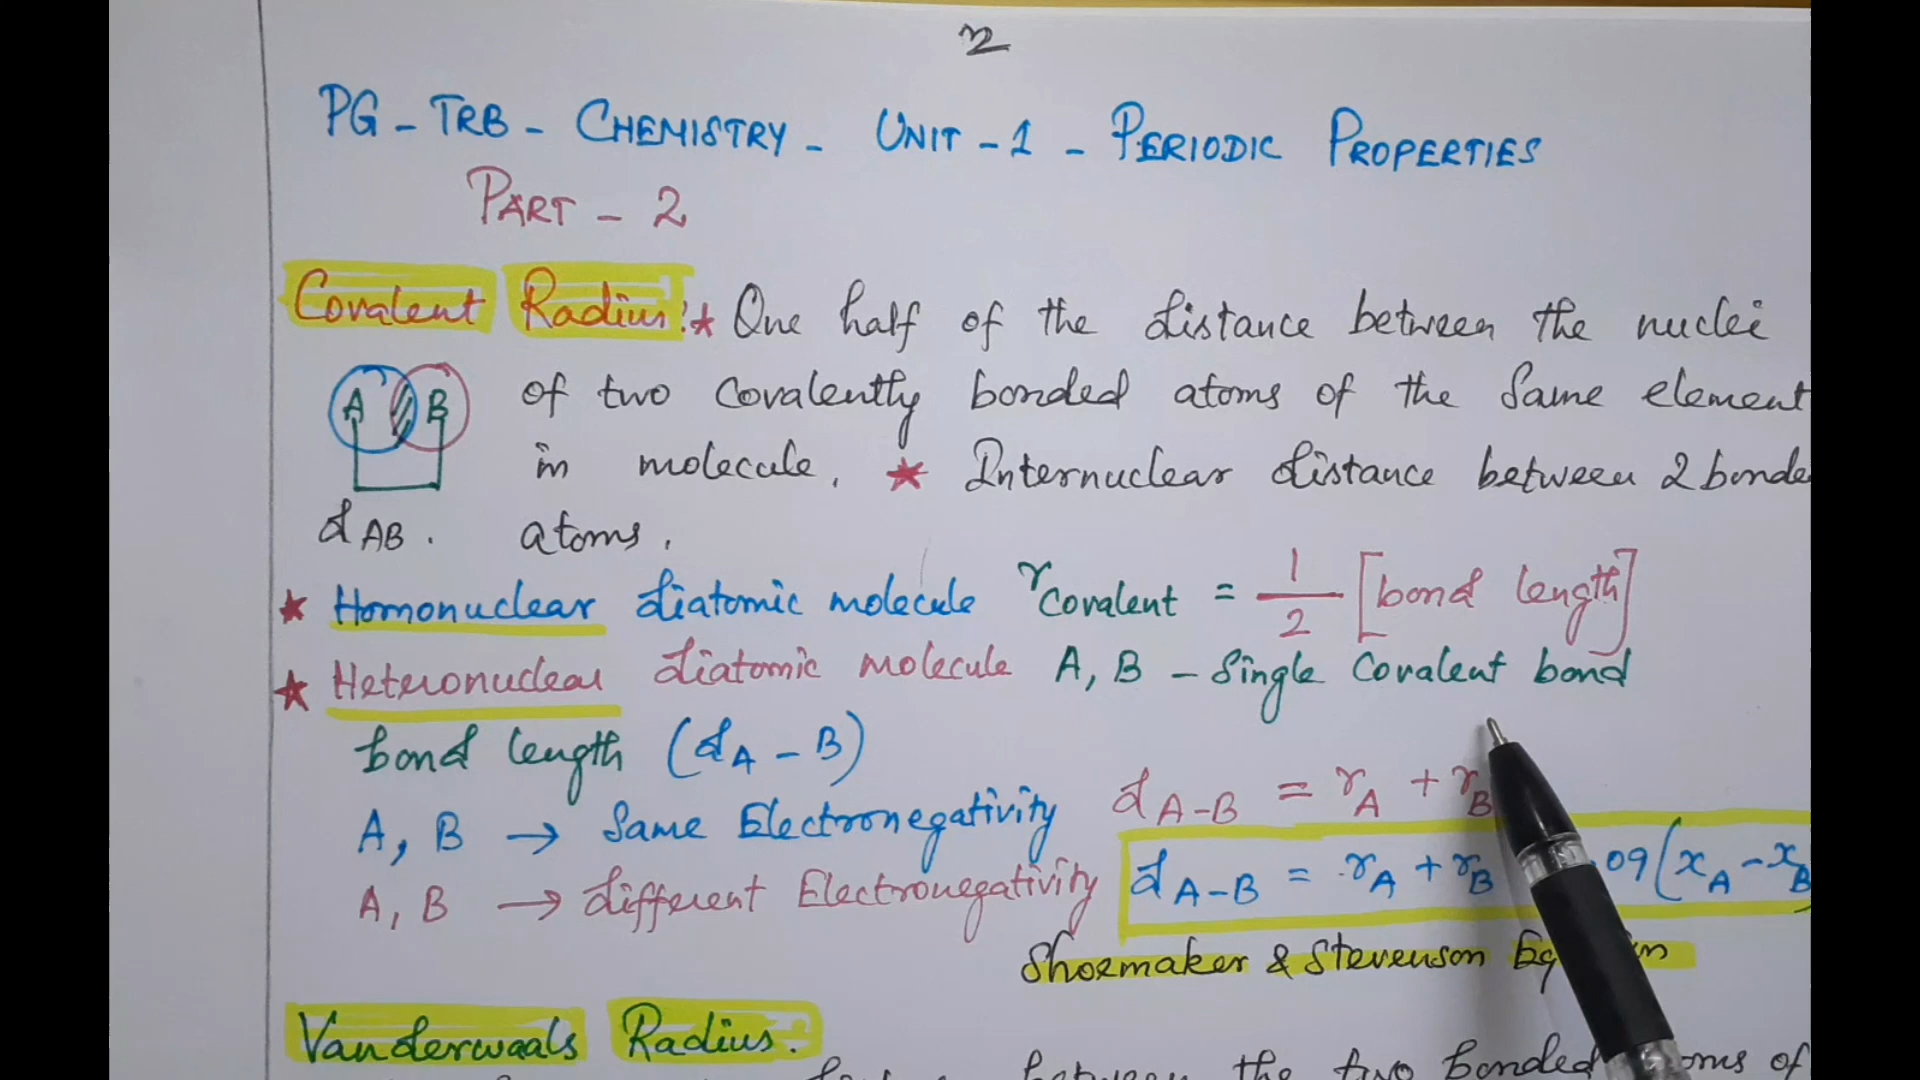 2
PG - TRB - CHEMISTRY - UNIT - 1 - PERIODIC PROPERTIES
PART - 2
Covalent Radius: ★ One half of the distance between the nuclei
A B of two covalently bonded atoms of the same element
in molecule. ★ Internuclear distance between 2 bonde
dAB. atoms.
★ Homonuclear diatomic molecule rcovalent = 1/2 [bond length]
★ Heteronuclear diatomic molecule A, B - Single Covalent bond
bond length (dA - B)
dA-B = rA + rB
A, B → Same Electronegativity
A, B → different Electronegativity dA-B = rA + rB .09 (xA - xB
Shoemaker & Stevenson
Vanderwaals Radius.
between the two bonded of